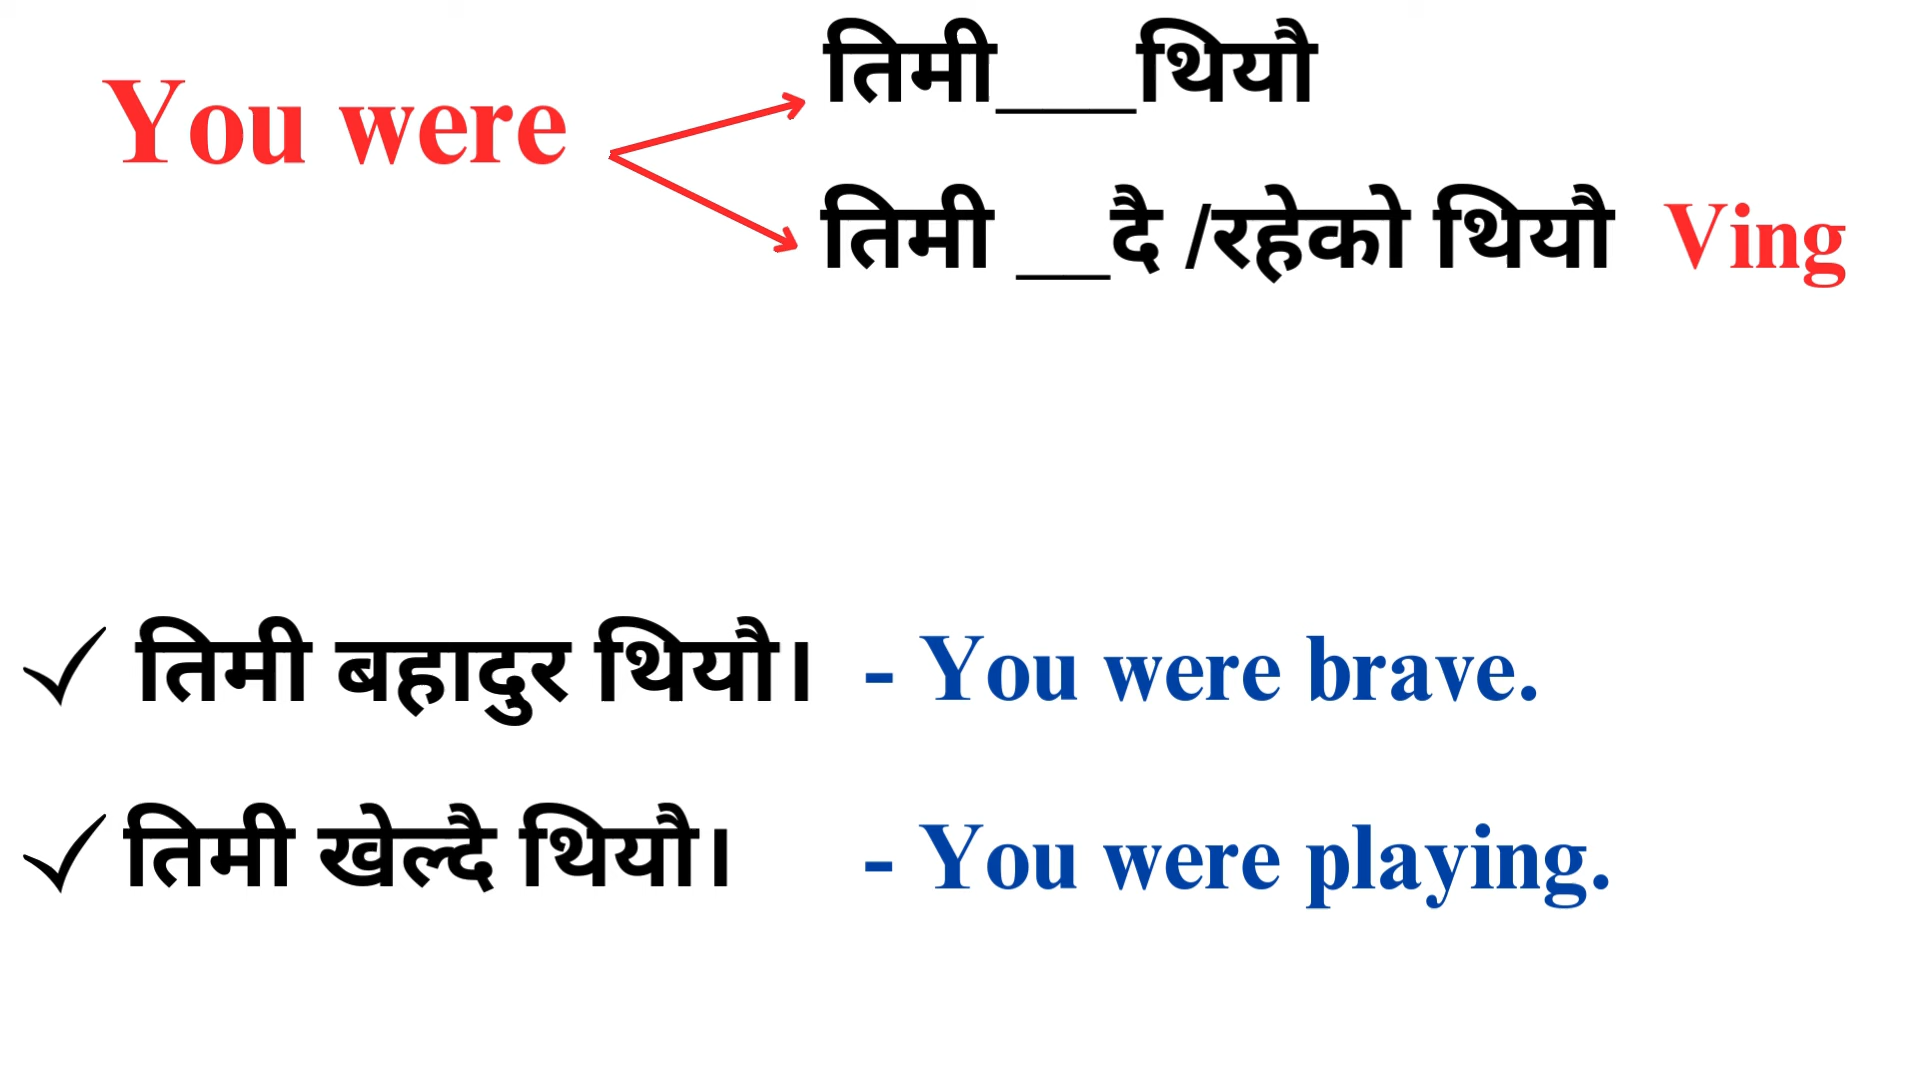 You were
तिमी___थियौ
तिमी __दै /रहेको थियौ Ving
तिमी बहादुर थियौ। - You were brave.
तिमी खेल्दै थियौ। - You were playing.